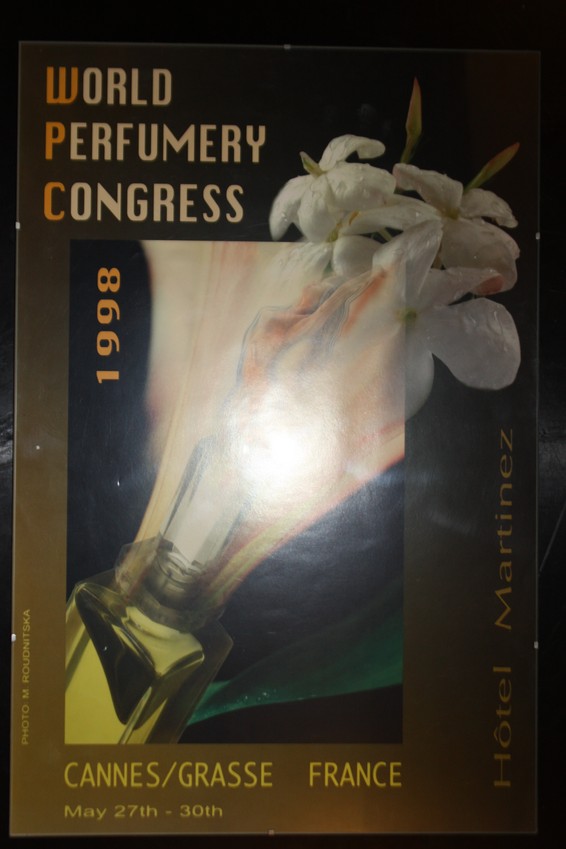 WORLD
PERFUMERY
CONGRESS
1998
Hôtel Martinez
PHOTO M. ROUDNITSKA
CANNES/GRASSE FRANCE
May 27th - 30th